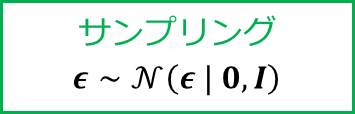 サンプリング
ϵ ~ 𝒩(ϵ | 0, I)